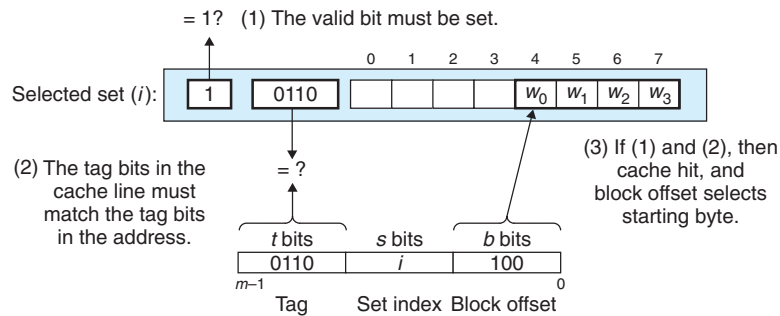 = 1? (1) The valid bit must be set.
0 1 2 3 4 5 6 7
Selected set (i): 1 0110 w0 w1 w2 w3
(2) The tag bits in the
cache line must
match the tag bits
in the address.
= ?
(3) If (1) and (2), then
cache hit, and
block offset selects
starting byte.
t bits s bits b bits
0110 i 100
m–1 0
Tag Set index Block offset